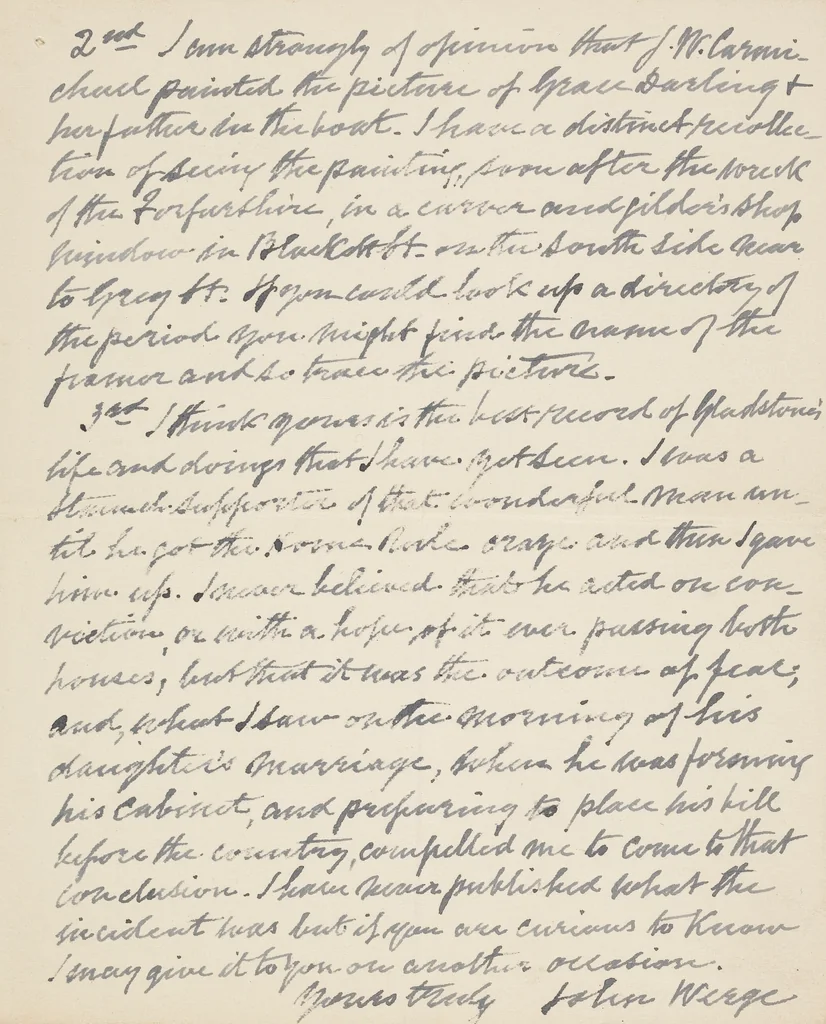 2nd I am strongly of opinion that J. W. Carmi-
chael painted the picture of Grace Darling &
her father in the boat. I have a distinct recollec-
tion of seeing the painting, soon after the wreck
of the Forfarshire, in a carver and gilder's shop
window in Blackett St. on the south side near
to Grey St. If you could look up a directory of
the period you might find the name of the
framer and so trace the picture.
3rd I think yours is the best record of Gladstone's
life and doings that I have yet seen. I was a
staunch supporter of that wonderful man un-
til he got the Home Rule craze and then I gave
him up. I never believed that he acted on con-
viction, or with a hope of it ever passing both
houses, but that it was the outcome of fear,
and, what I saw on the morning of his
daughter's marriage, when he was forming
his cabinet, and preparing to place his bill
before the country, compelled me to come to that
conclusion. I have never published what the
incident was but if you are curious to know
I may give it to you on another occasion.
Yours truly John Werge